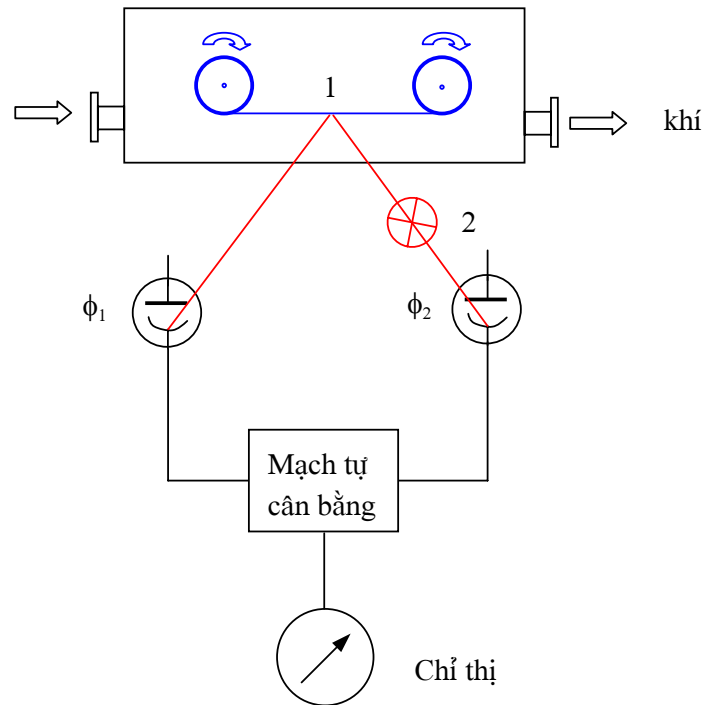 1
khí
2
ϕ₁
ϕ₂
Mạch tự
cân bằng
Chỉ thị